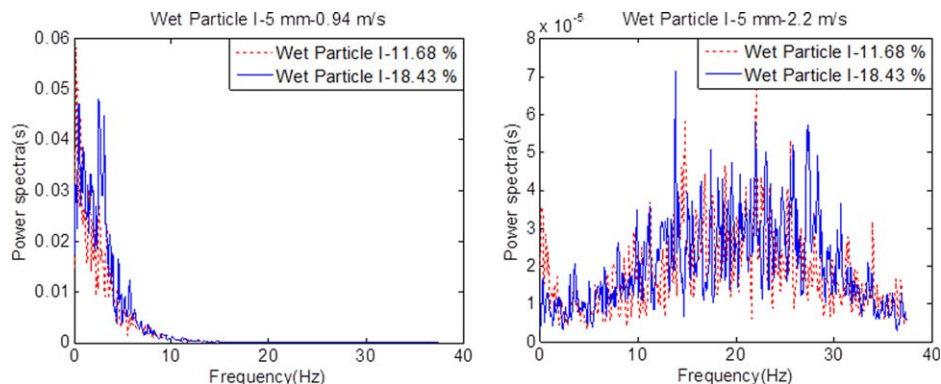 Wet Particle I-5 mm-0.94 m/s
0.06
0.05
0.04
0.03
0.02
0.01
0
Power spectra(s)
Wet Particle I-11.68 %
Wet Particle I-18.43 %
0 10 20 30 40
Frequency(Hz)
Wet Particle I-5 mm-2.2 m/s
x 10⁻⁵
8
7
6
5
4
3
2
1
0
Power spectra(s)
Wet Particle I-11.68 %
Wet Particle I-18.43 %
0 10 20 30 40
Frequency(Hz)